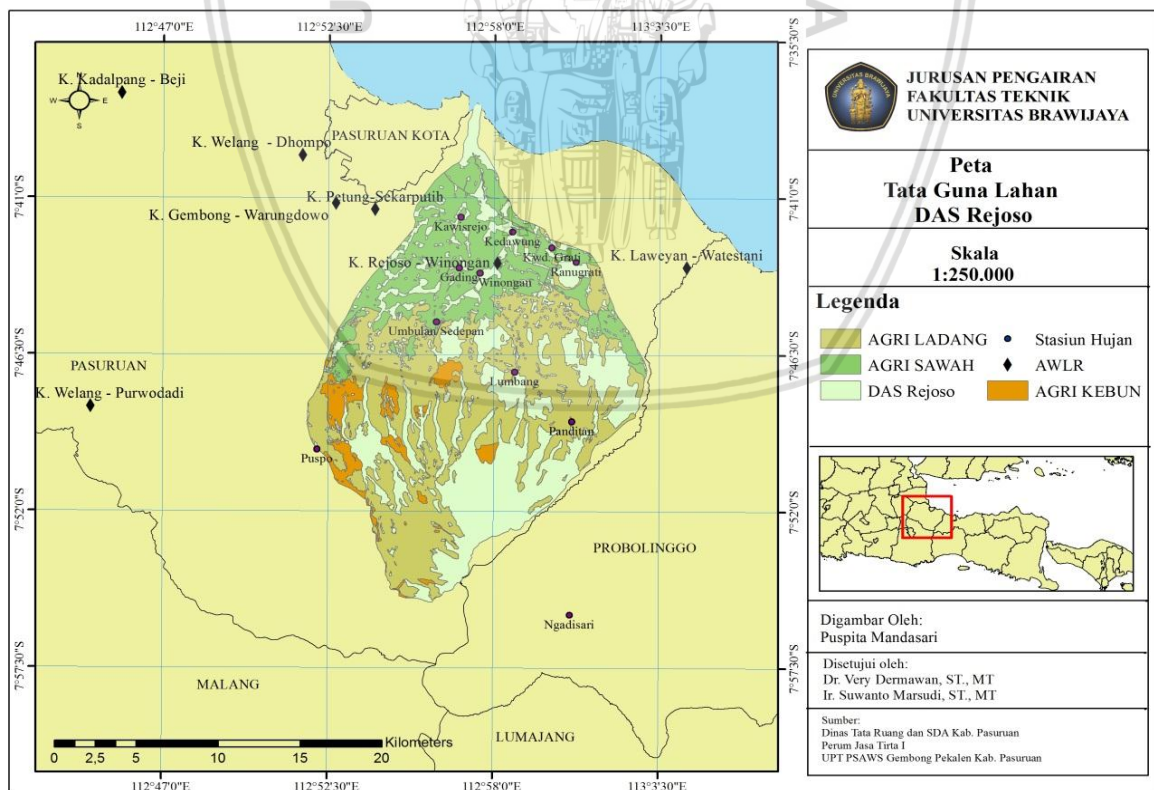 112°47'0"E
112°52'30"E
112°58'0"E
113°3'30"E
7°35'30"S
K. Kadalpang - Beji
N
W
E
S
PASURUAN KOTA
K. Welang - Dhompo
K. Petung-Sekarputih
7°41'0"S
7°41'0"S
K. Gembong - Warungdowo
Kawisrejo
Kedawung
Kwd. Grati
K. Rejoso - Winongan
K. Laweyan - Watestani
Ranugrati
Gading
Winongan
Umbulan/Sedepan
7°46'30"S
7°46'30"S
PASURUAN
Lumbang
K. Welang - Purwodadi
Panditan
Puspo
7°52'0"S
7°52'0"S
PROBOLINGGO
Ngadisari
7°57'30"S
7°57'30"S
MALANG
LUMAJANG
Kilometers
0 2,5 5 10 15 20
112°47'0"E
112°52'30"E
112°58'0"E
113°3'30"E
UNIVERSITAS BRAWIJAYA
JURUSAN PENGAIRAN
FAKULTAS TEKNIK
UNIVERSITAS BRAWIJAYA
Peta
Tata Guna Lahan
DAS Rejoso
Skala
1:250.000
Legenda
AGRI LADANG
Stasiun Hujan
AGRI SAWAH
AWLR
DAS Rejoso
AGRI KEBUN
Digambar Oleh:
Puspita Mandasari
Disetujui oleh:
Dr. Very Dermawan, ST., MT
Ir. Suwanto Marsudi, ST., MT
Sumber:
Dinas Tata Ruang dan SDA Kab. Pasuruan
Perum Jasa Tirta I
UPT PSAWS Gembong Pekalen Kab. Pasuruan